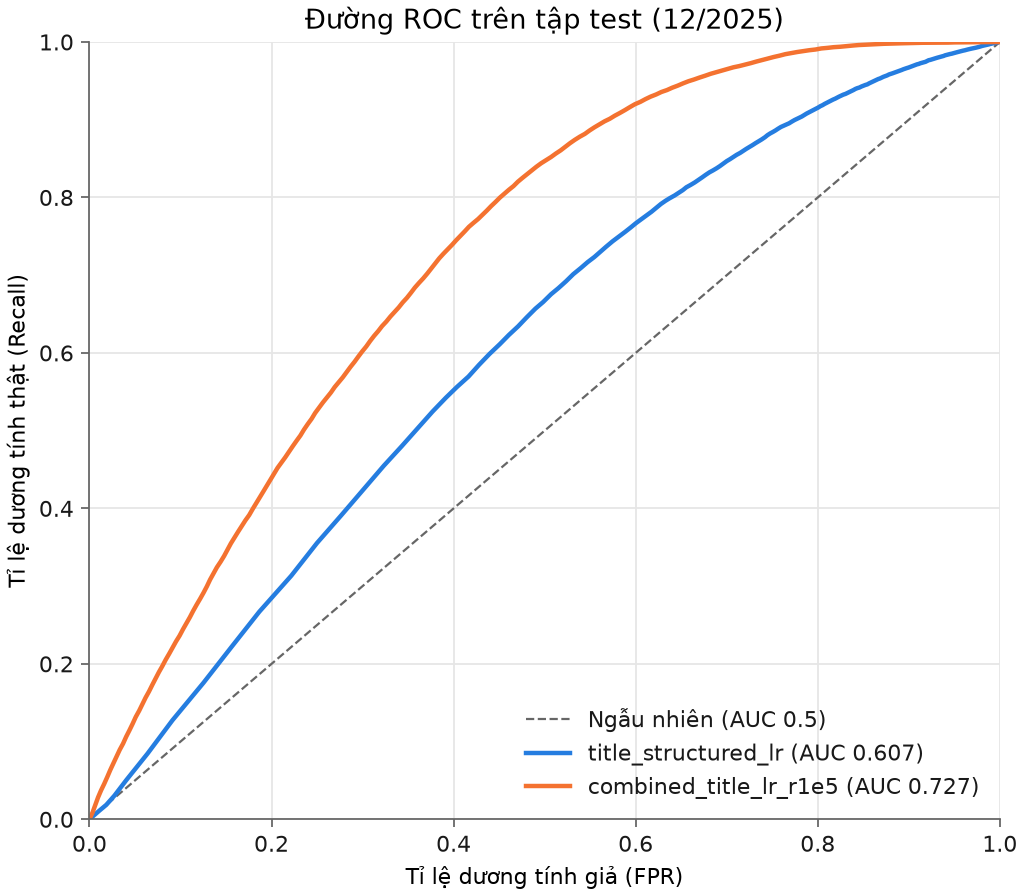 Đường ROC trên tập test (12/2025)
Tỉ lệ dương tính thật (Recall)
1.0
0.8
0.6
0.4
0.2
0.0
Ngẫu nhiên (AUC 0.5)
title_structured_lr (AUC 0.607)
combined_title_lr_r1e5 (AUC 0.727)
0.0 0.2 0.4 0.6 0.8 1.0
Tỉ lệ dương tính giả (FPR)